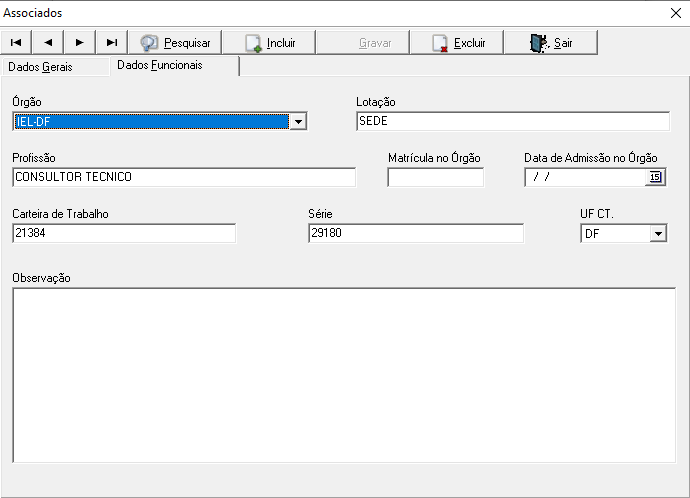 Associados
Pesquisar Incluir Gravar Excluir Sair
Dados Gerais Dados Funcionais
Órgão Lotação
IEL-DF SEDE
Profissão Matrícula no Órgão Data de Admissão no Órgão
CONSULTOR TECNICO / / 15
Carteira de Trabalho Série UF CT.
21384 29180 DF
Observação